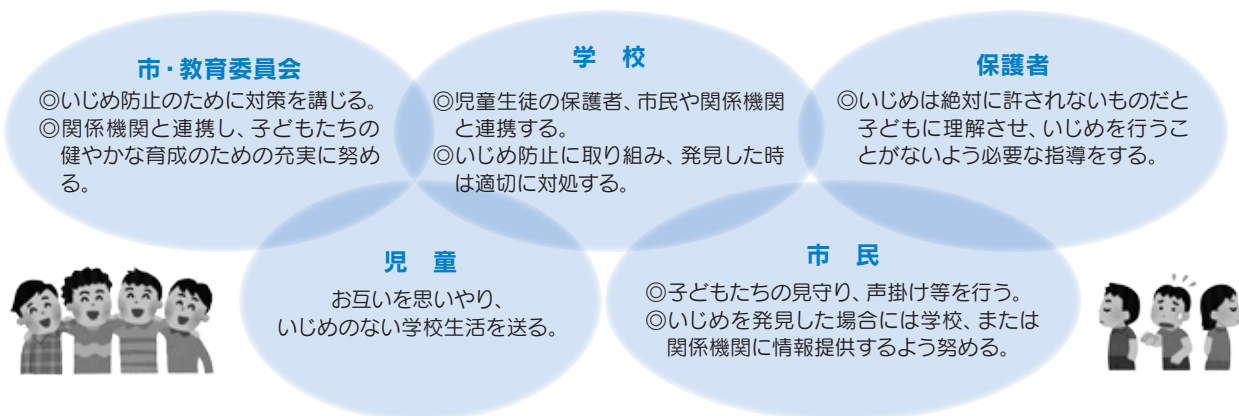 市・教育委員会
◎いじめ防止のために対策を講じる。
◎関係機関と連携し、子どもたちの
健やかな育成のための充実に努め
る。
学 校
◎児童生徒の保護者、市民や関係機関
と連携する。
◎いじめ防止に取り組み、発見した時
は適切に対処する。
保護者
◎いじめは絶対に許されないものだと
子どもに理解させ、いじめを行うこ
とがないよう必要な指導をする。
児 童
お互いを思いやり、
いじめのない学校生活を送る。
市 民
◎子どもたちの見守り、声掛け等を行う。
◎いじめを発見した場合には学校、または
関係機関に情報提供するよう努める。